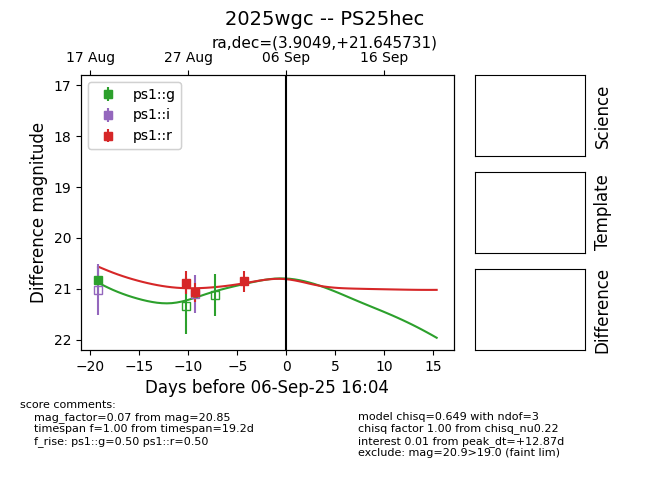 2025wgc -- PS25hec
ra,dec=(3.9049,+21.645731)
17 Aug 27 Aug 06 Sep 16 Sep
ps1::g
ps1::i
ps1::r
17
18
19
20
21
22
Difference magnitude
−20 −15 −10 −5 0 5 10 15
Days before 06-Sep-25 16:04
Science
Template
Difference
score comments:
mag_factor=0.07 from mag=20.85
timespan f=1.00 from timespan=19.2d
f_rise: ps1::g=0.50 ps1::r=0.50
model chisq=0.649 with ndof=3
chisq factor 1.00 from chisq_nu0.22
interest 0.01 from peak_dt=+12.87d
exclude: mag=20.9>19.0 (faint lim)